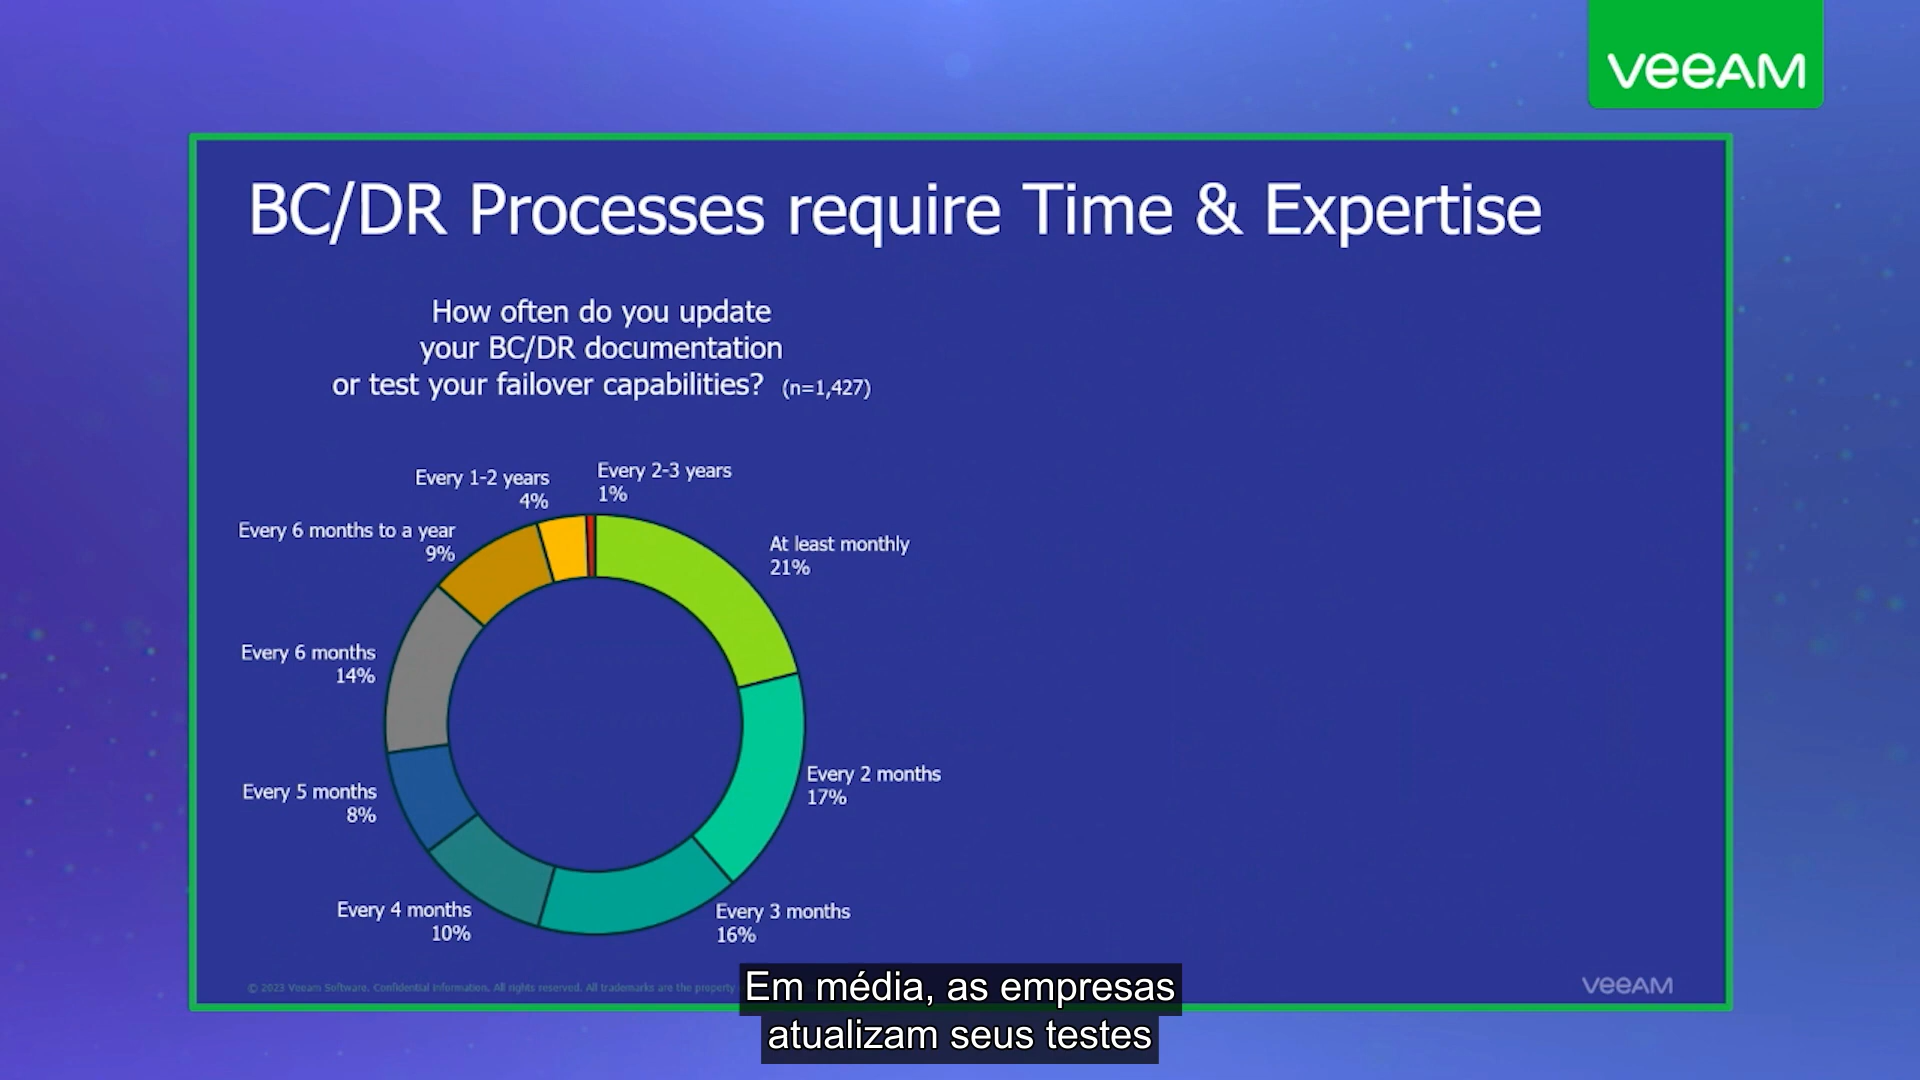 veeAM
BC/DR Processes require Time & Expertise
How often do you update
your BC/DR documentation
or test your failover capabilities? (n=1,427)
Every 1-2 years
4%
Every 2-3 years
1%
Every 6 months to a year
9%
At least monthly
21%
Every 6 months
14%
Every 2 months
17%
Every 5 months
8%
Every 4 months
10%
Every 3 months
16%
© 2023 Veeam Software. Confidential information. All rights reserved. All trademarks are the property
veeAM
Em média, as empresas
atualizam seus testes